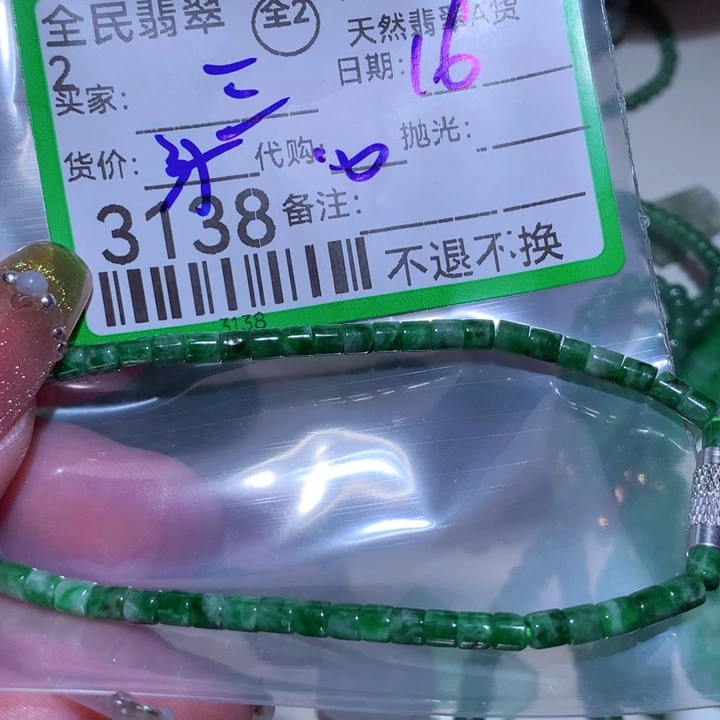 全民翡翠 全2 天然翡翠A货
2
买家: 三 日期: 16
货价: 代购: 抛光:
3138 备注:
不退不换
3138